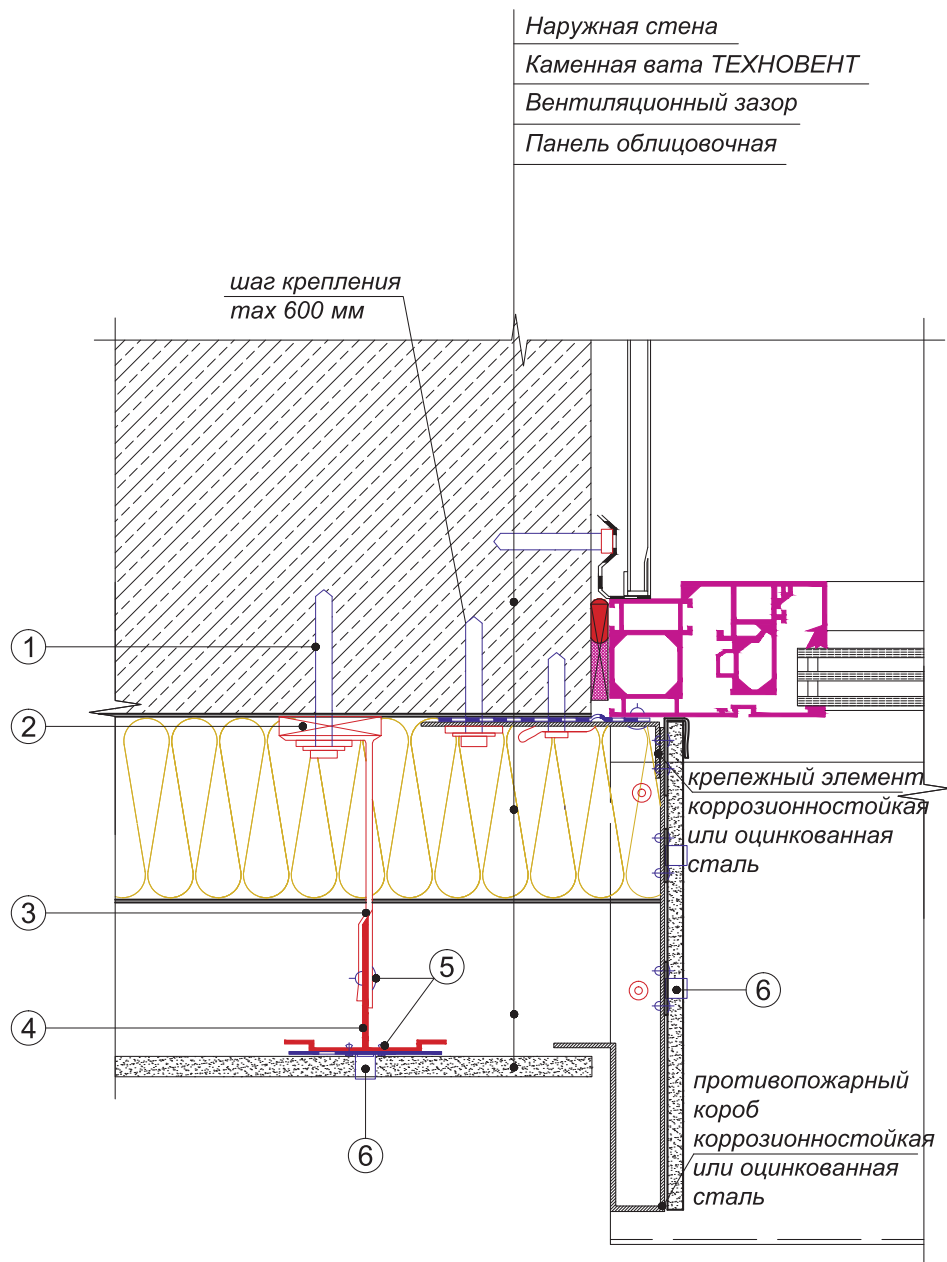 Наружная стена
Каменная вата ТЕХНОВЕНТ
Вентиляционный зазор
Панель облицовочная
шаг крепления
max 600 мм
1
2
крепежный элемент
коррозионностойкая
или оцинкованная
сталь
3
5
6
4
противопожарный
короб
коррозионностойкая
или оцинкованная
сталь
6